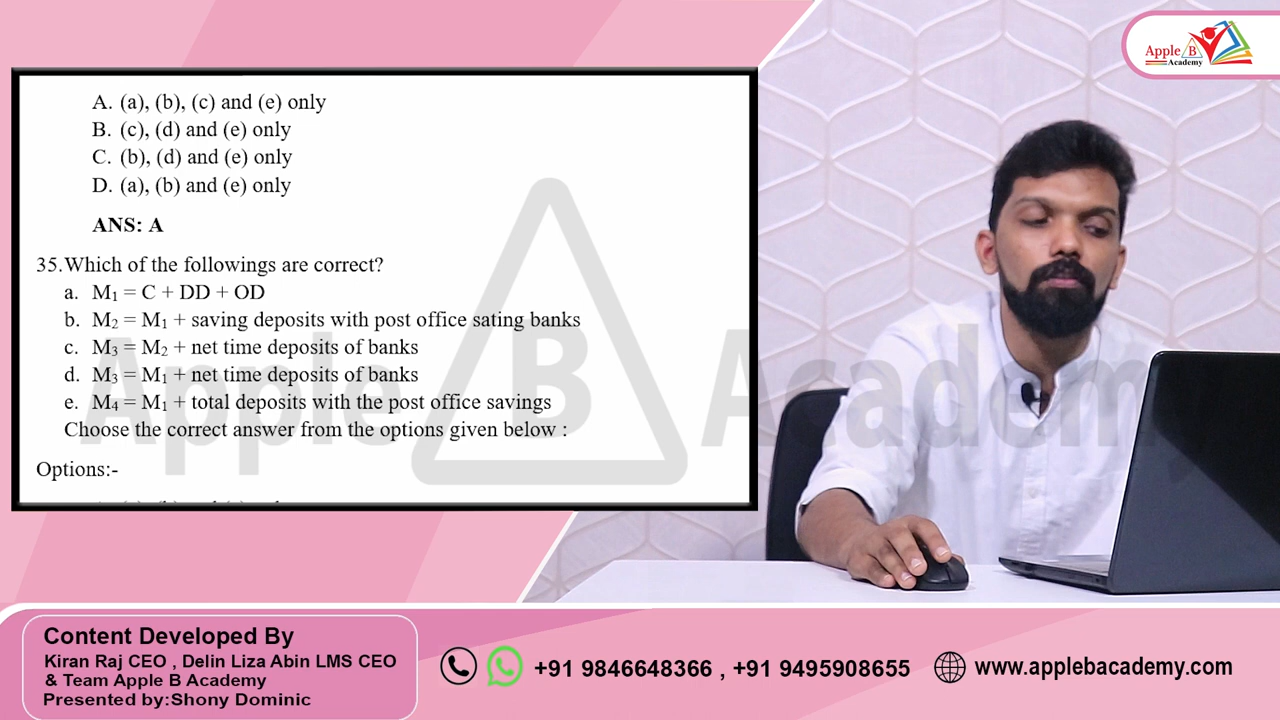 Apple B
Academy
A. (a), (b), (c) and (e) only
B. (c), (d) and (e) only
C. (b), (d) and (e) only
D. (a), (b) and (e) only
ANS: A
35.Which of the followings are correct?
a. M₁ = C + DD + OD
b. M₂ = M₁ + saving deposits with post office sating banks
c. M₃ = M₂ + net time deposits of banks
d. M₃ = M₁ + net time deposits of banks
e. M₄ = M₁ + total deposits with the post office savings
Choose the correct answer from the options given below :
Options:-
Apple B Academy
Content Developed By
Kiran Raj CEO , Delin Liza Abin LMS CEO
& Team Apple B Academy
Presented by:Shony Dominic
+91 9846648366 , +91 9495908655
www.applebacademy.com